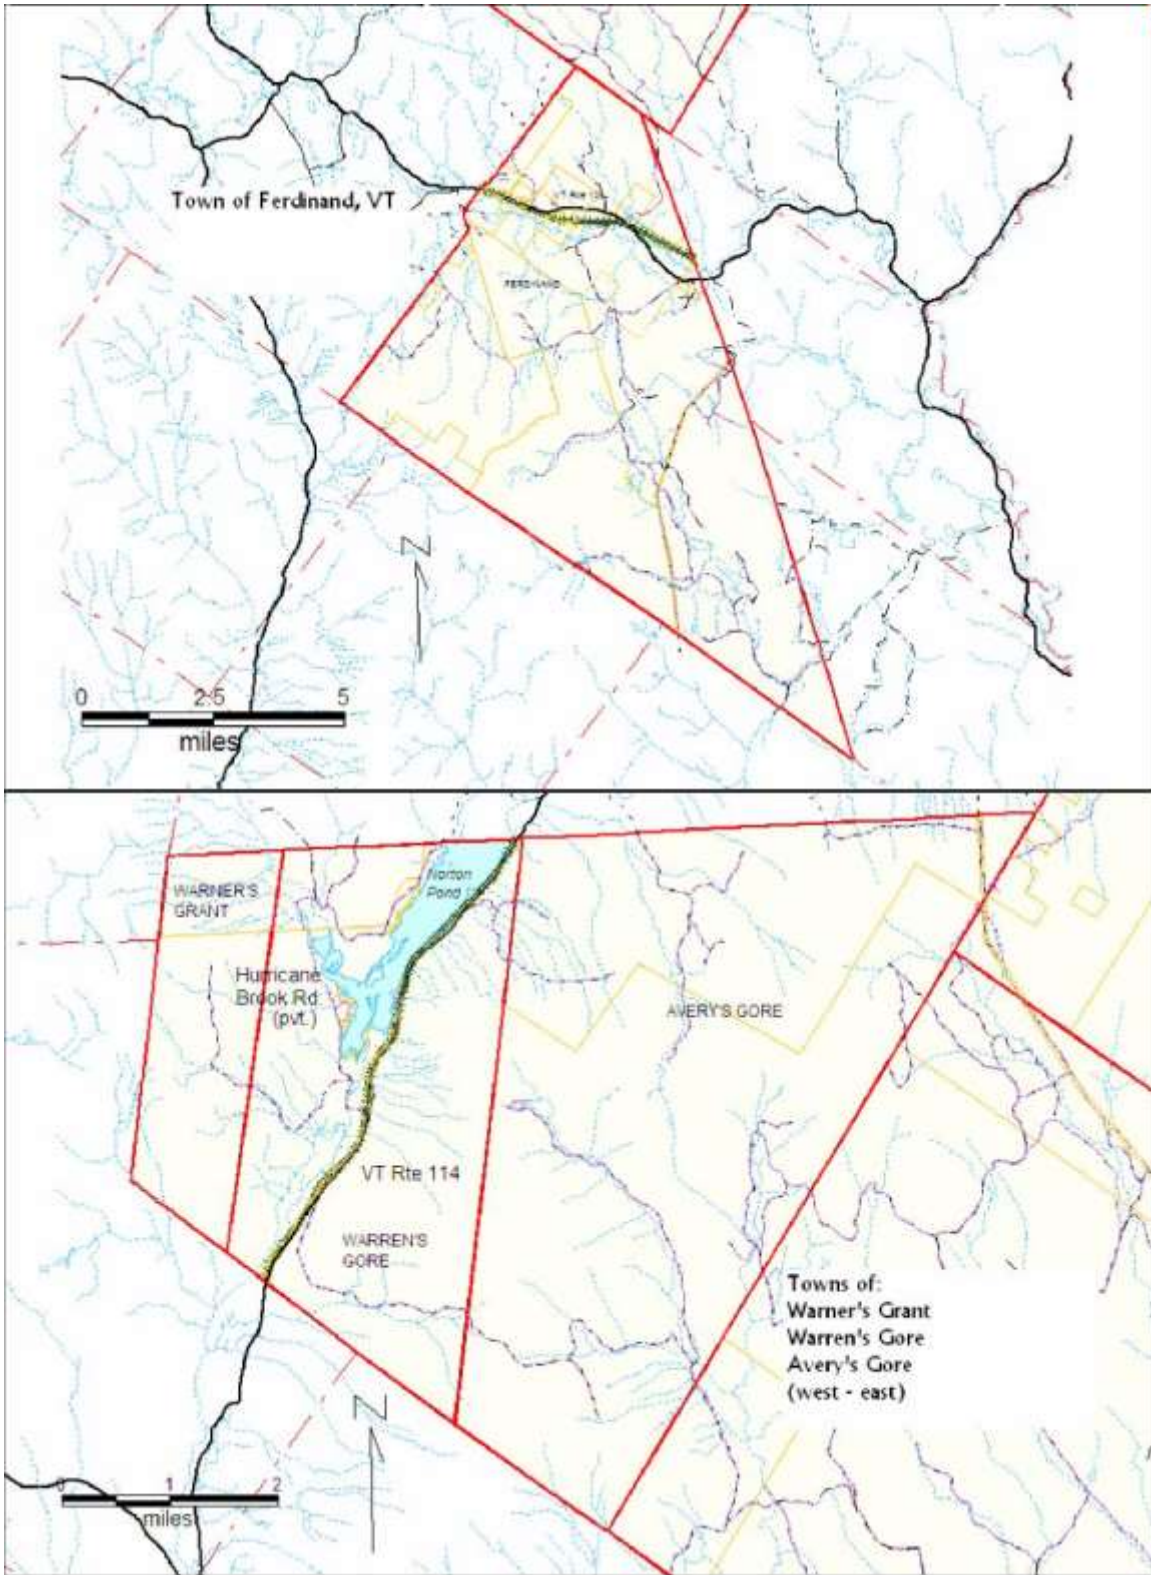 Town of Ferdinand, VT
FERDINAND
N
0 2.5 5
miles
Norton
Pond
WARNER'S
GRANT
Hurricane
Brook Rd.
(pvt.)
AVERY'S GORE
VT Rte 114
WARREN'S
GORE
Towns of:
Warner's Grant
Warren's Gore
Avery's Gore
(west - east)
N
0 1 2
miles